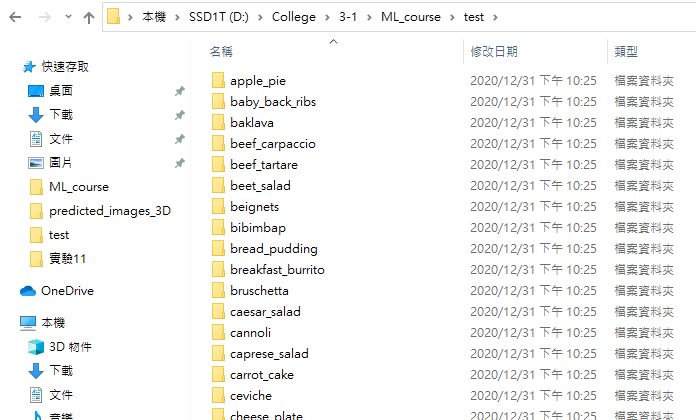 本機 > SSD1T (D:) > College > 3-1 > ML_course > test >
名稱 修改日期 類型
快速存取
桌面
下載
文件
圖片
ML_course
predicted_images_3D
test
實驗11
OneDrive
本機
3D 物件
下載
文件
音樂
apple_pie 2020/12/31 下午 10:25 檔案資料夾
baby_back_ribs 2020/12/31 下午 10:25 檔案資料夾
baklava 2020/12/31 下午 10:25 檔案資料夾
beef_carpaccio 2020/12/31 下午 10:25 檔案資料夾
beef_tartare 2020/12/31 下午 10:25 檔案資料夾
beet_salad 2020/12/31 下午 10:25 檔案資料夾
beignets 2020/12/31 下午 10:25 檔案資料夾
bibimbap 2020/12/31 下午 10:25 檔案資料夾
bread_pudding 2020/12/31 下午 10:25 檔案資料夾
breakfast_burrito 2020/12/31 下午 10:25 檔案資料夾
bruschetta 2020/12/31 下午 10:25 檔案資料夾
caesar_salad 2020/12/31 下午 10:25 檔案資料夾
cannoli 2020/12/31 下午 10:25 檔案資料夾
caprese_salad 2020/12/31 下午 10:25 檔案資料夾
carrot_cake 2020/12/31 下午 10:25 檔案資料夾
ceviche 2020/12/31 下午 10:25 檔案資料夾
cheese_plate 2020/12/31 下午 10:25 檔案資料夾